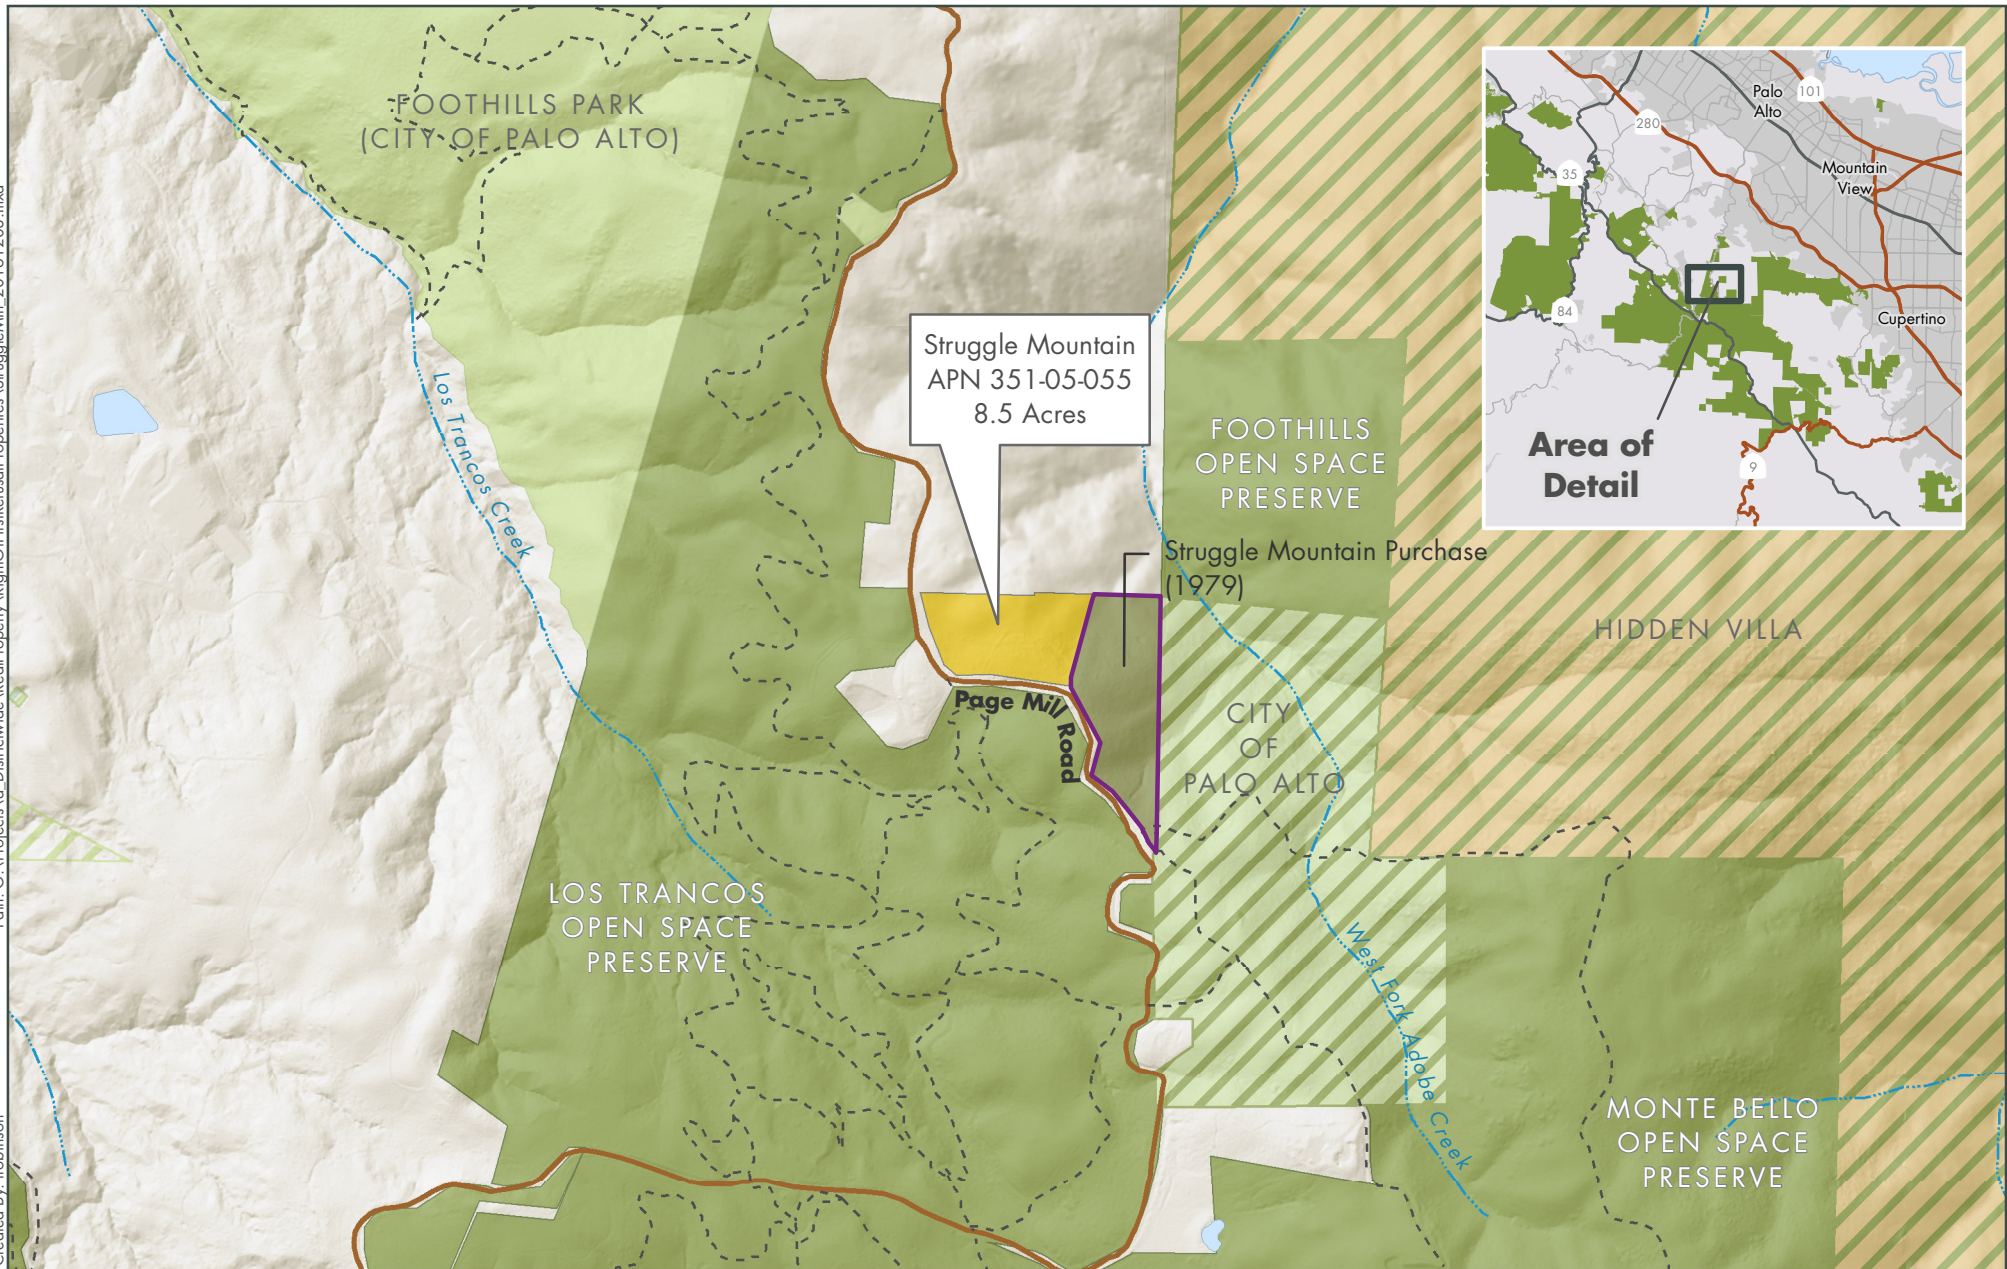 FOOTHILLS PARK
(CITY OF PALO ALTO)
Los Trancos Creek
Struggle Mountain
APN 351-05-055
8.5 Acres
FOOTHILLS
OPEN SPACE
PRESERVE
Struggle Mountain Purchase
(1979)
HIDDEN VILLA
Page Mill Road
CITY
OF
PALO ALTO
LOS TRANCOS
OPEN SPACE
PRESERVE
West Fork Adobe Creek
MONTE BELLO
OPEN SPACE
PRESERVE
Palo
Alto
101
280
Mountain
View
35
84
Cupertino
Area of
Detail
9